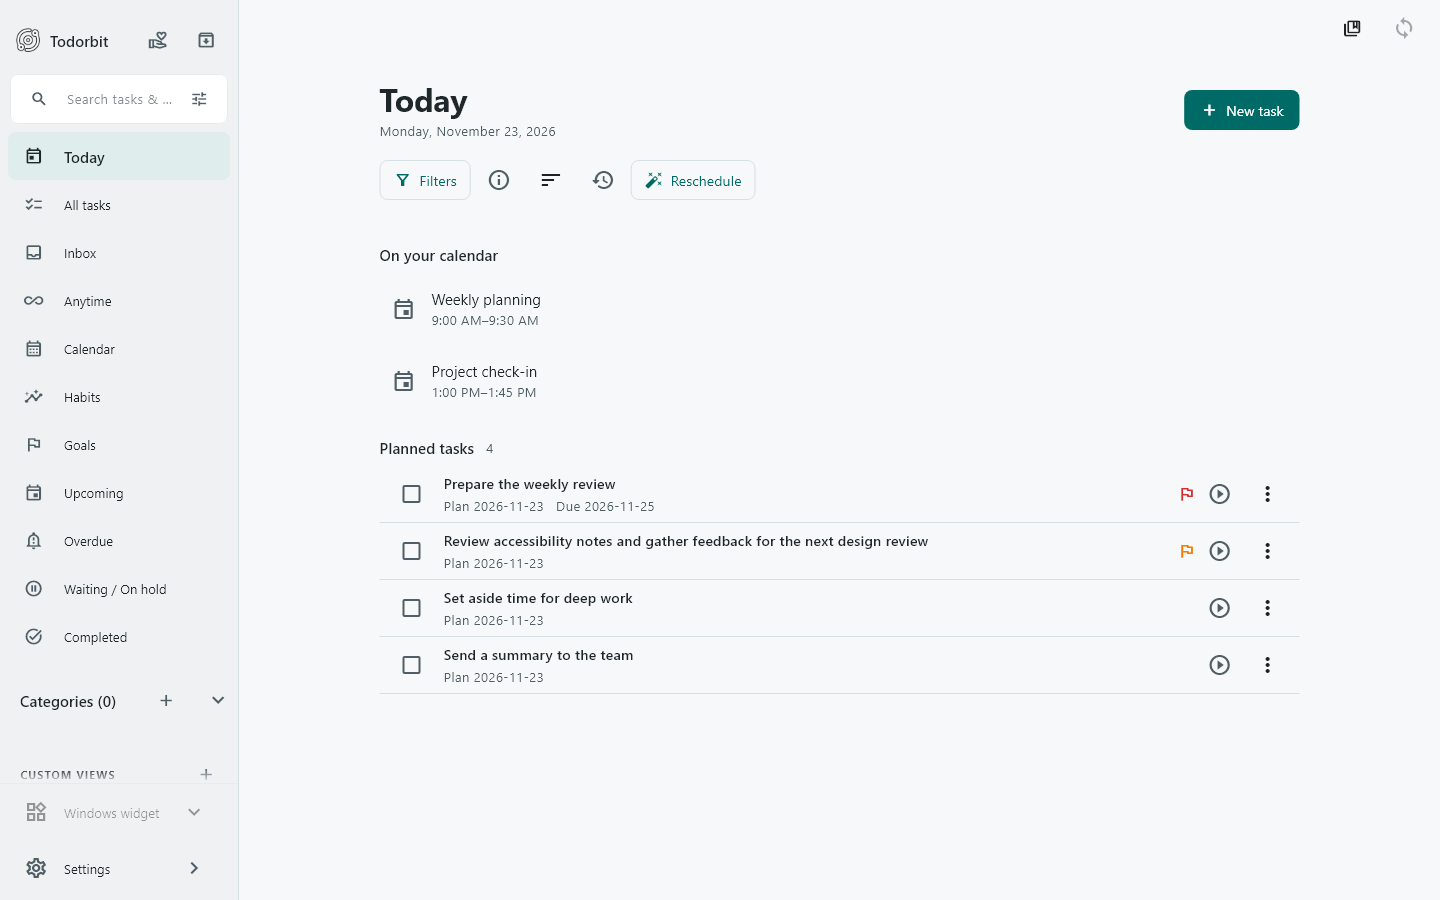 Todorbit
Search tasks & ...
Today
All tasks
Inbox
Anytime
Calendar
Habits
Goals
Upcoming
Overdue
Waiting / On hold
Completed
Categories (0)
CUSTOM VIEWS
Windows widget
Settings
Today
Monday, November 23, 2026
New task
Filters
Reschedule
On your calendar
Weekly planning
9:00 AM–9:30 AM
Project check-in
1:00 PM–1:45 PM
Planned tasks 4
Prepare the weekly review
Plan 2026-11-23 Due 2026-11-25
Review accessibility notes and gather feedback for the next design review
Plan 2026-11-23
Set aside time for deep work
Plan 2026-11-23
Send a summary to the team
Plan 2026-11-23